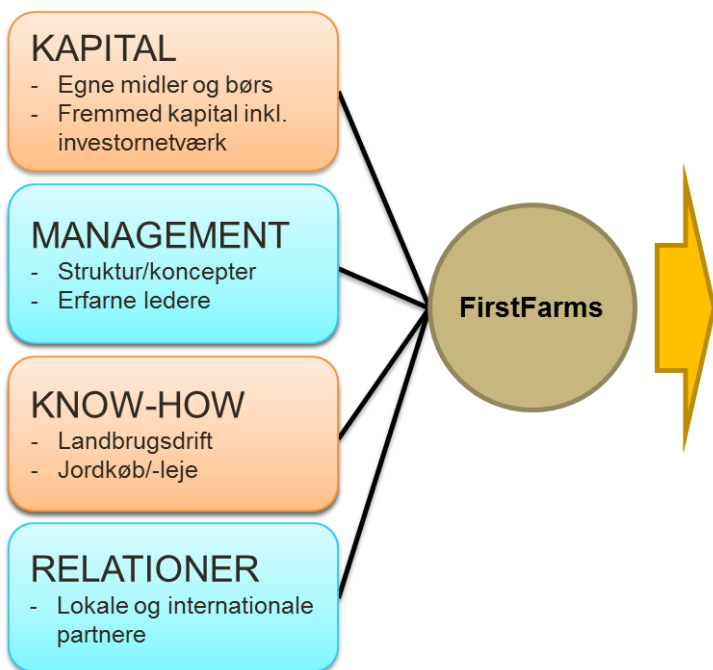 KAPITAL
- Egne midler og børs
- Fremmed kapital inkl.
investornetværk
MANAGEMENT
- Struktur/koncepter
- Erfarne ledere
FirstFarms
KNOW-HOW
- Landbrugsdrift
- Jordkøb/-leje
RELATIONER
- Lokale og internationale
partnere